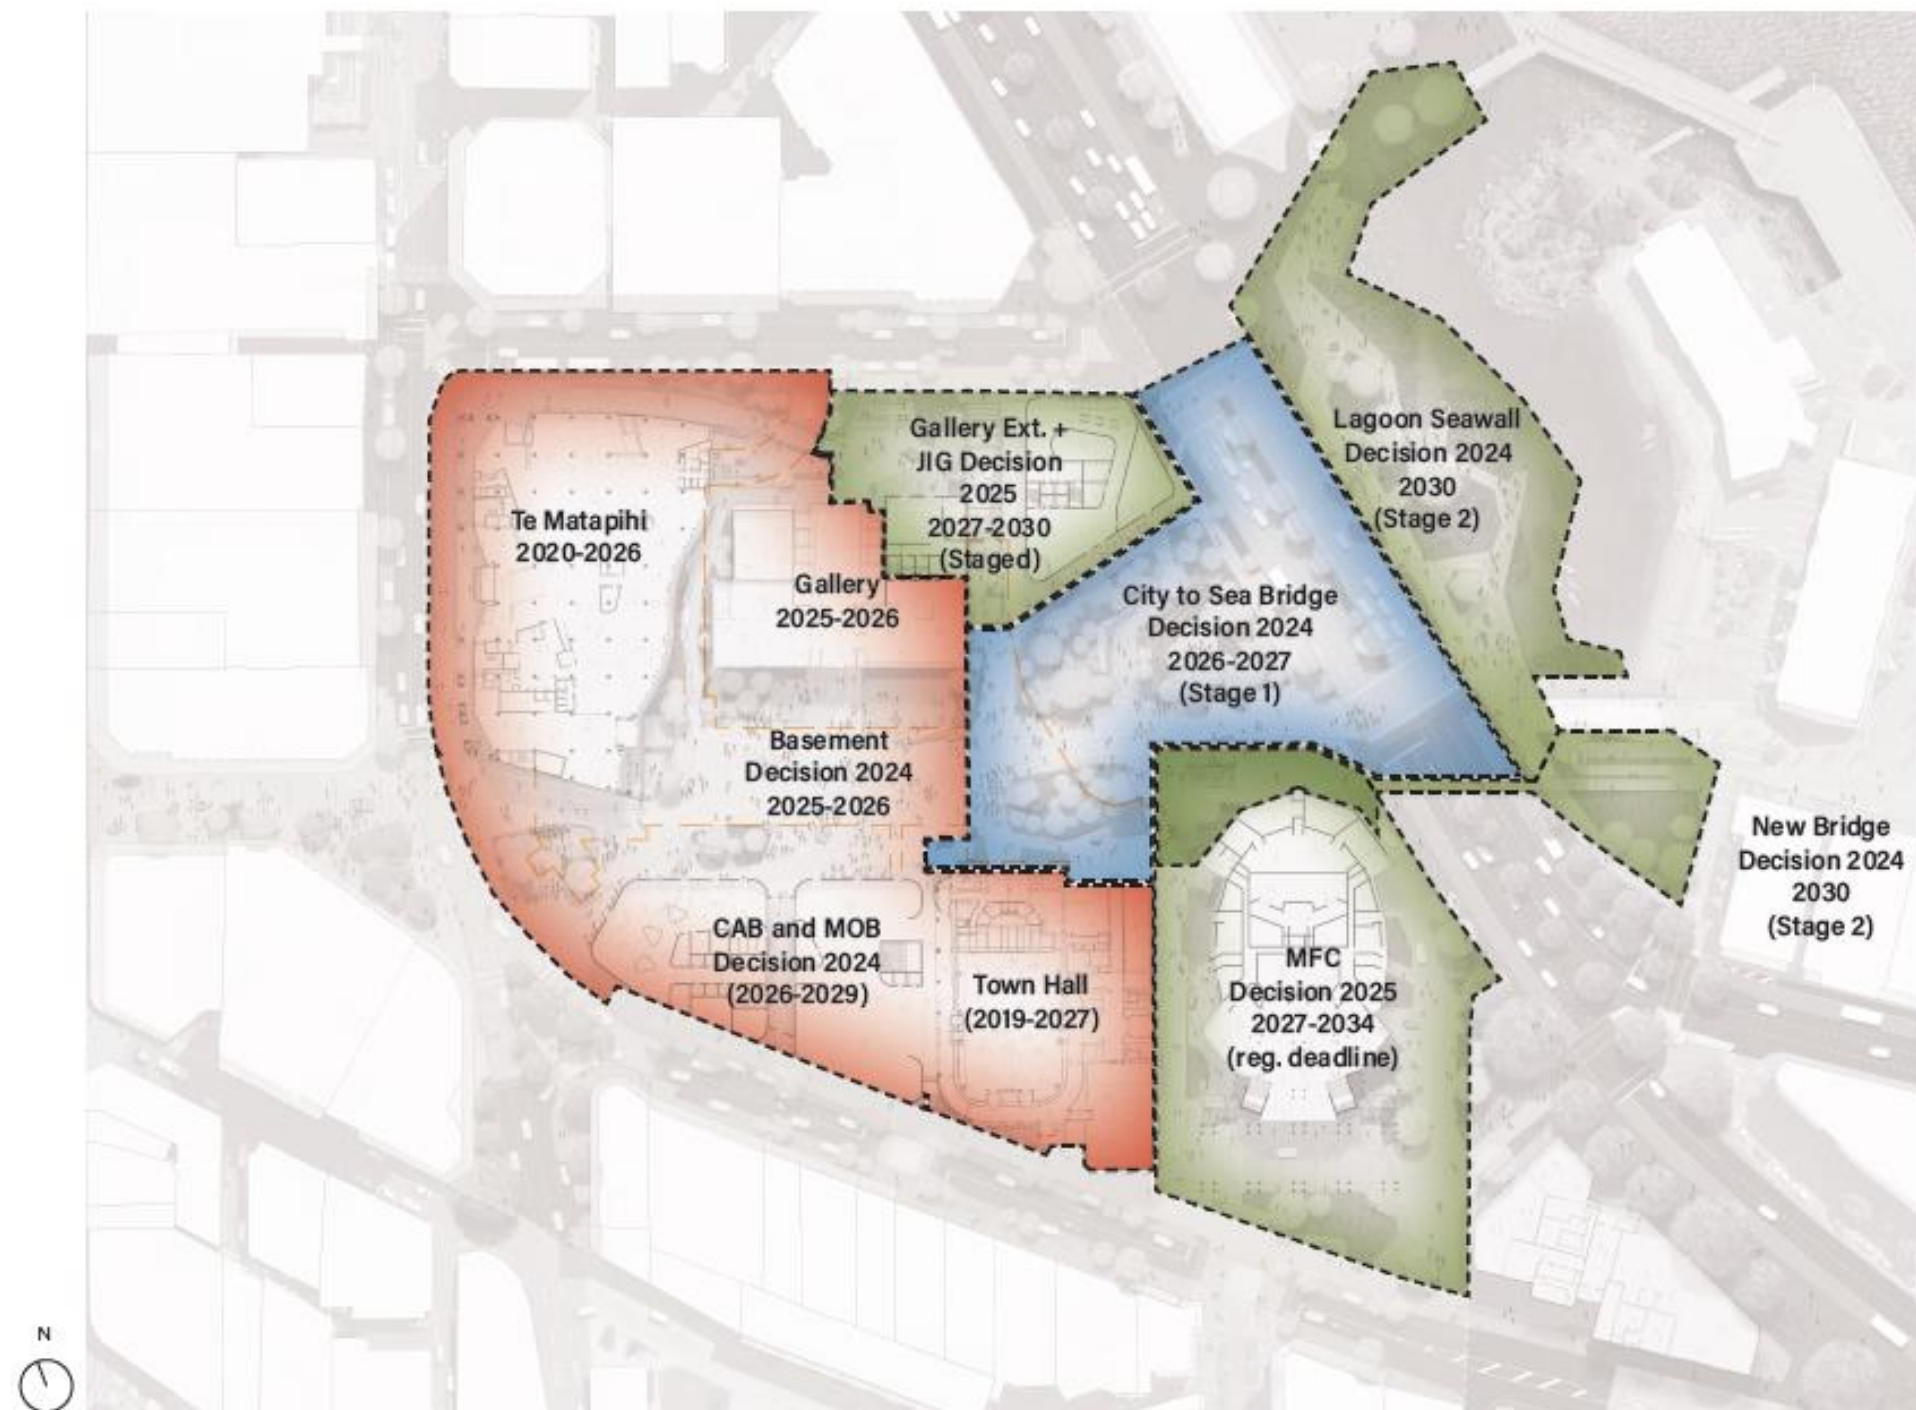 Gallery Ext. +
JIG Decision
2025
2027-2030
(Staged)
Lagoon Seawall
Decision 2024
2030
(Stage 2)
Te Matapihi
2020-2026
Gallery
2025-2026
City to Sea Bridge
Decision 2024
2026-2027
(Stage 1)
Basement
Decision 2024
2025-2026
New Bridge
Decision 2024
2030
(Stage 2)
CAB and MOB
Decision 2024
(2026-2029)
Town Hall
(2019-2027)
MFC
Decision 2025
2027-2034
(reg. deadline)
N